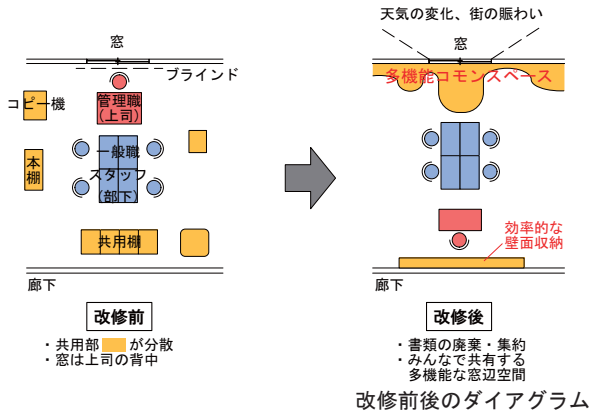 天気の変化、街の賑わい
窓
ブラインド
コピー機
管理職
（上司）
本棚
一般職
スタッフ
（部下）
共用棚
廊下
改修前
・共用部　　が分散
・窓は上司の背中
窓
多機能コモンスペース
効率的な
壁面収納
廊下
改修後
・書類の廃棄・集約
・みんなで共有する
多機能な窓辺空間
改修前後のダイアグラム